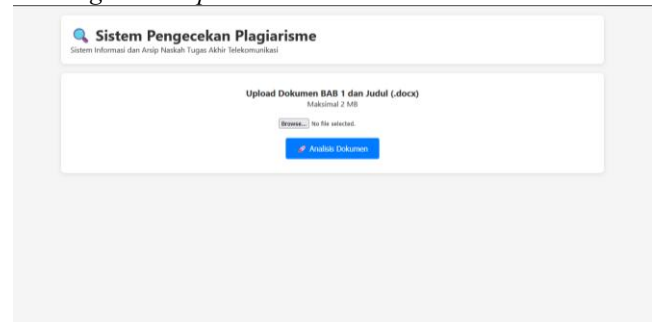 Sistem Pengecekan Plagiarisme
Sistem Informasi dan Arsip Naskah Tugas Akhir Telekomunikasi
Upload Dokumen BAB 1 dan Judul (.docx)
Maksimal 2 MB
Browse... No file selected.
Analisis Dokumen